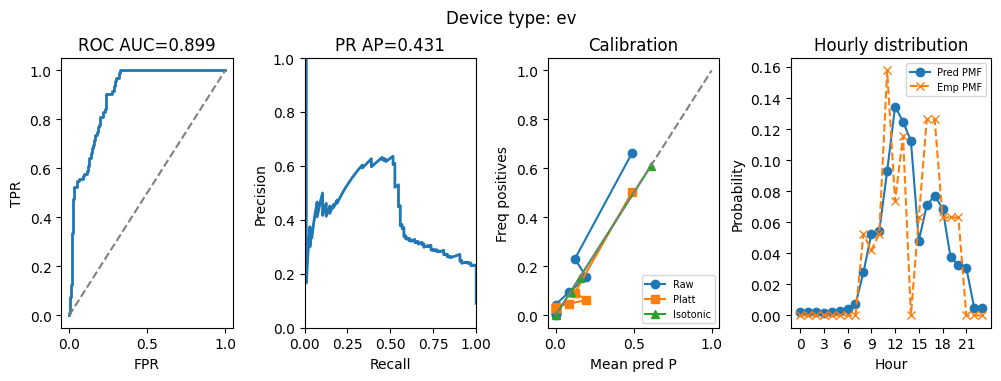 Device type: ev
ROC AUC=0.899
TPR
1.0
0.8
0.6
0.4
0.2
0.0
0.0
0.5
1.0
FPR
PR AP=0.431
Precision
1.0
0.8
0.6
0.4
0.2
0.0
0.00
0.25
0.50
0.75
1.00
Recall
Calibration
Freq positives
1.0
0.8
0.6
0.4
0.2
0.0
Raw
Platt
Isotonic
0.0
0.5
1.0
Mean pred P
Hourly distribution
Probability
0.16
0.14
0.12
0.10
0.08
0.06
0.04
0.02
0.00
Pred PMF
Emp PMF
0
3
6
9
12
15
18
21
Hour